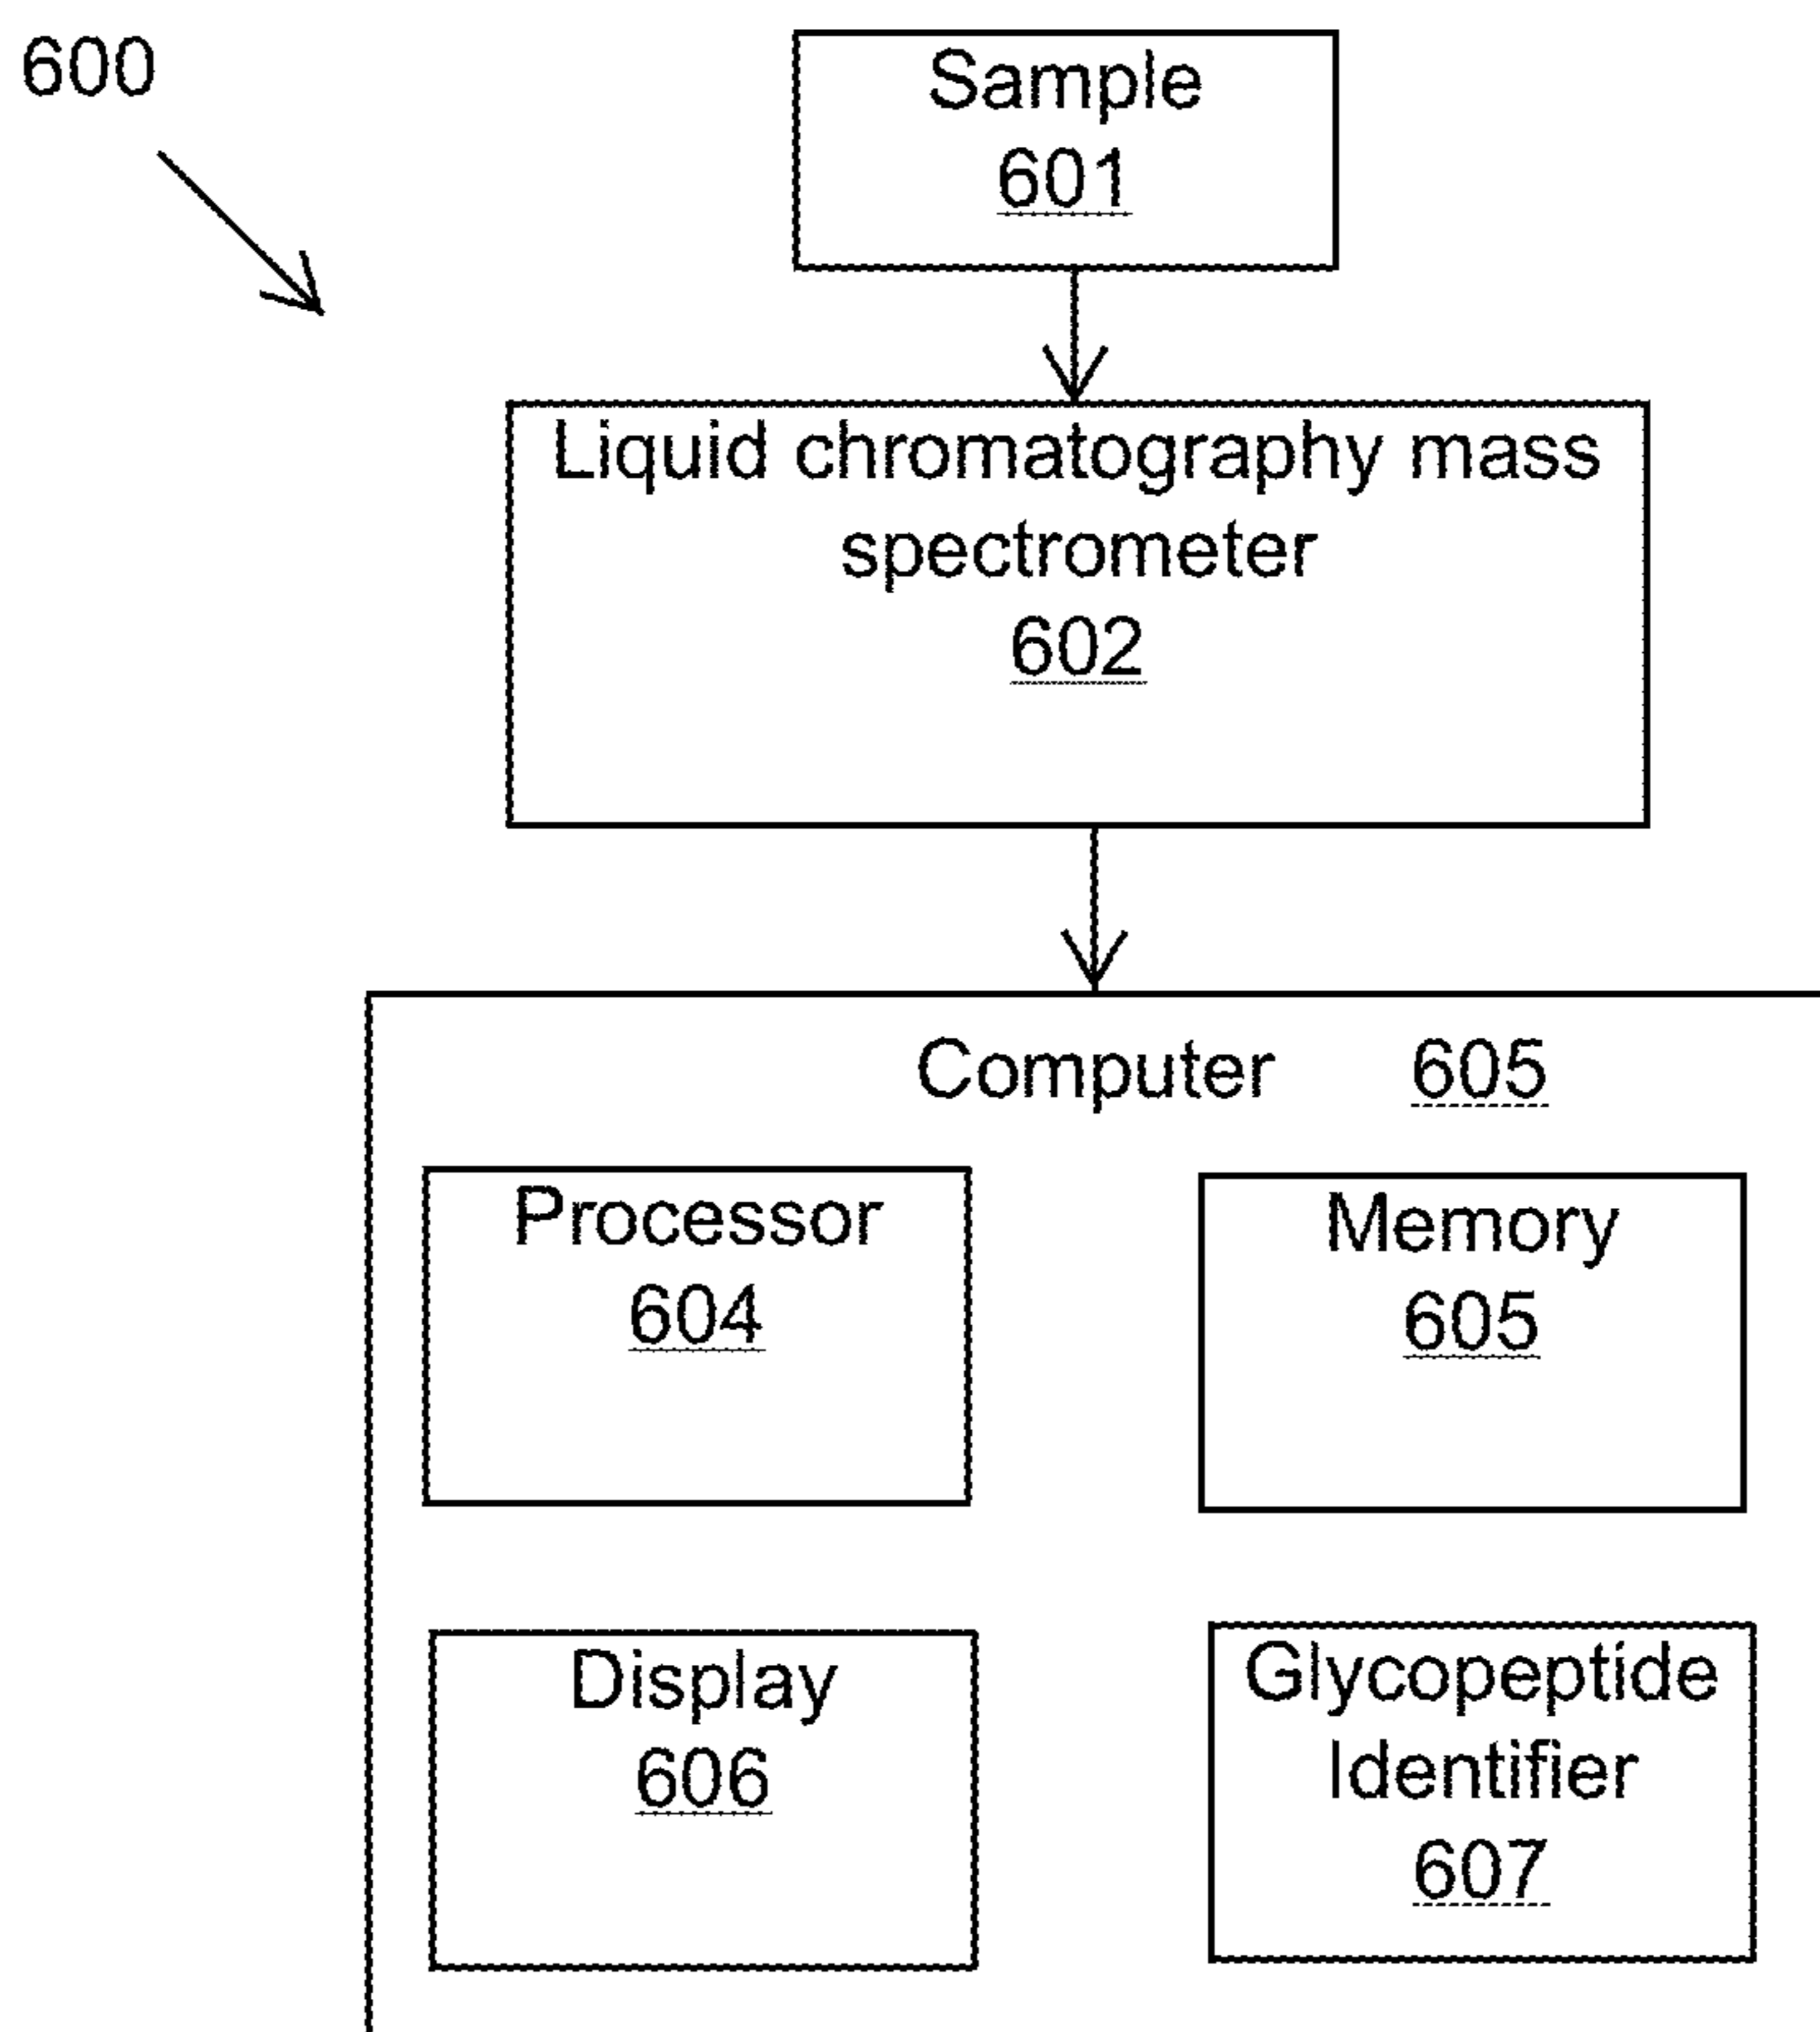 600
Sample
601
Liquid chromatography mass
spectrometer
602
Computer 605
Processor
604
Memory
605
Display
606
Glycopeptide
Identifier
607